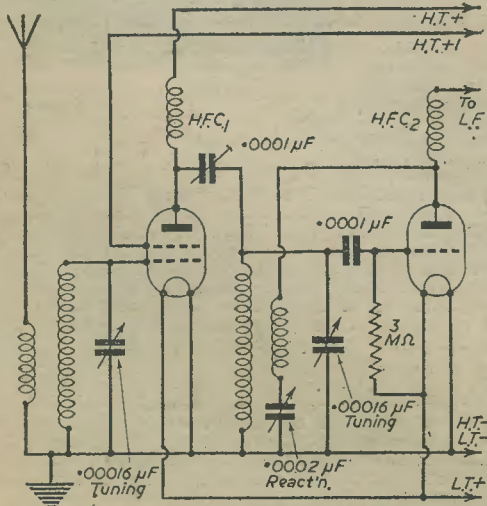 H.T.+
H.T.+1
H.F.C.1
·0001 μF
H.F.C.2
To
L.F.
·0001 μF
3
MΩ
·00016 μF
Tuning
·0002 μF
React'n.
·00016 μF
Tuning
H.T.-
L.T.-
L.T.+